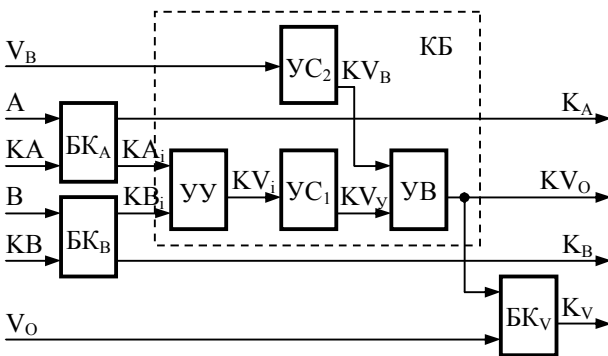 КБ
V_B
УС_2
KV_B
A
K_A
KA
БК_A
KA_i
УУ
KV_i
УС_1
KV_У
УВ
KV_O
B
KB_i
KB
БК_B
K_B
БК_V
K_V
V_O